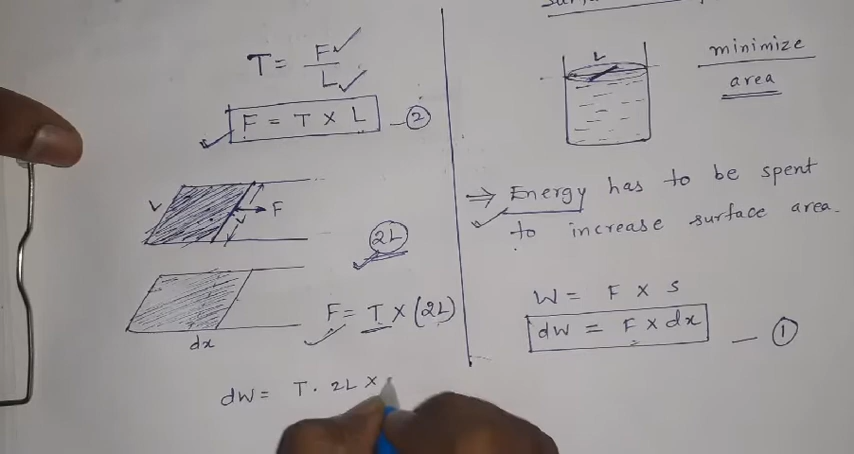 T = F
L
F = T X L — 2
L
F
L
2L
F = T X (2L)
dx
dW = T . 2L X
L
minimize
area
⇒ Energy has to be spent
to increase surface area.
W = F X S
dW = F X dx — 1